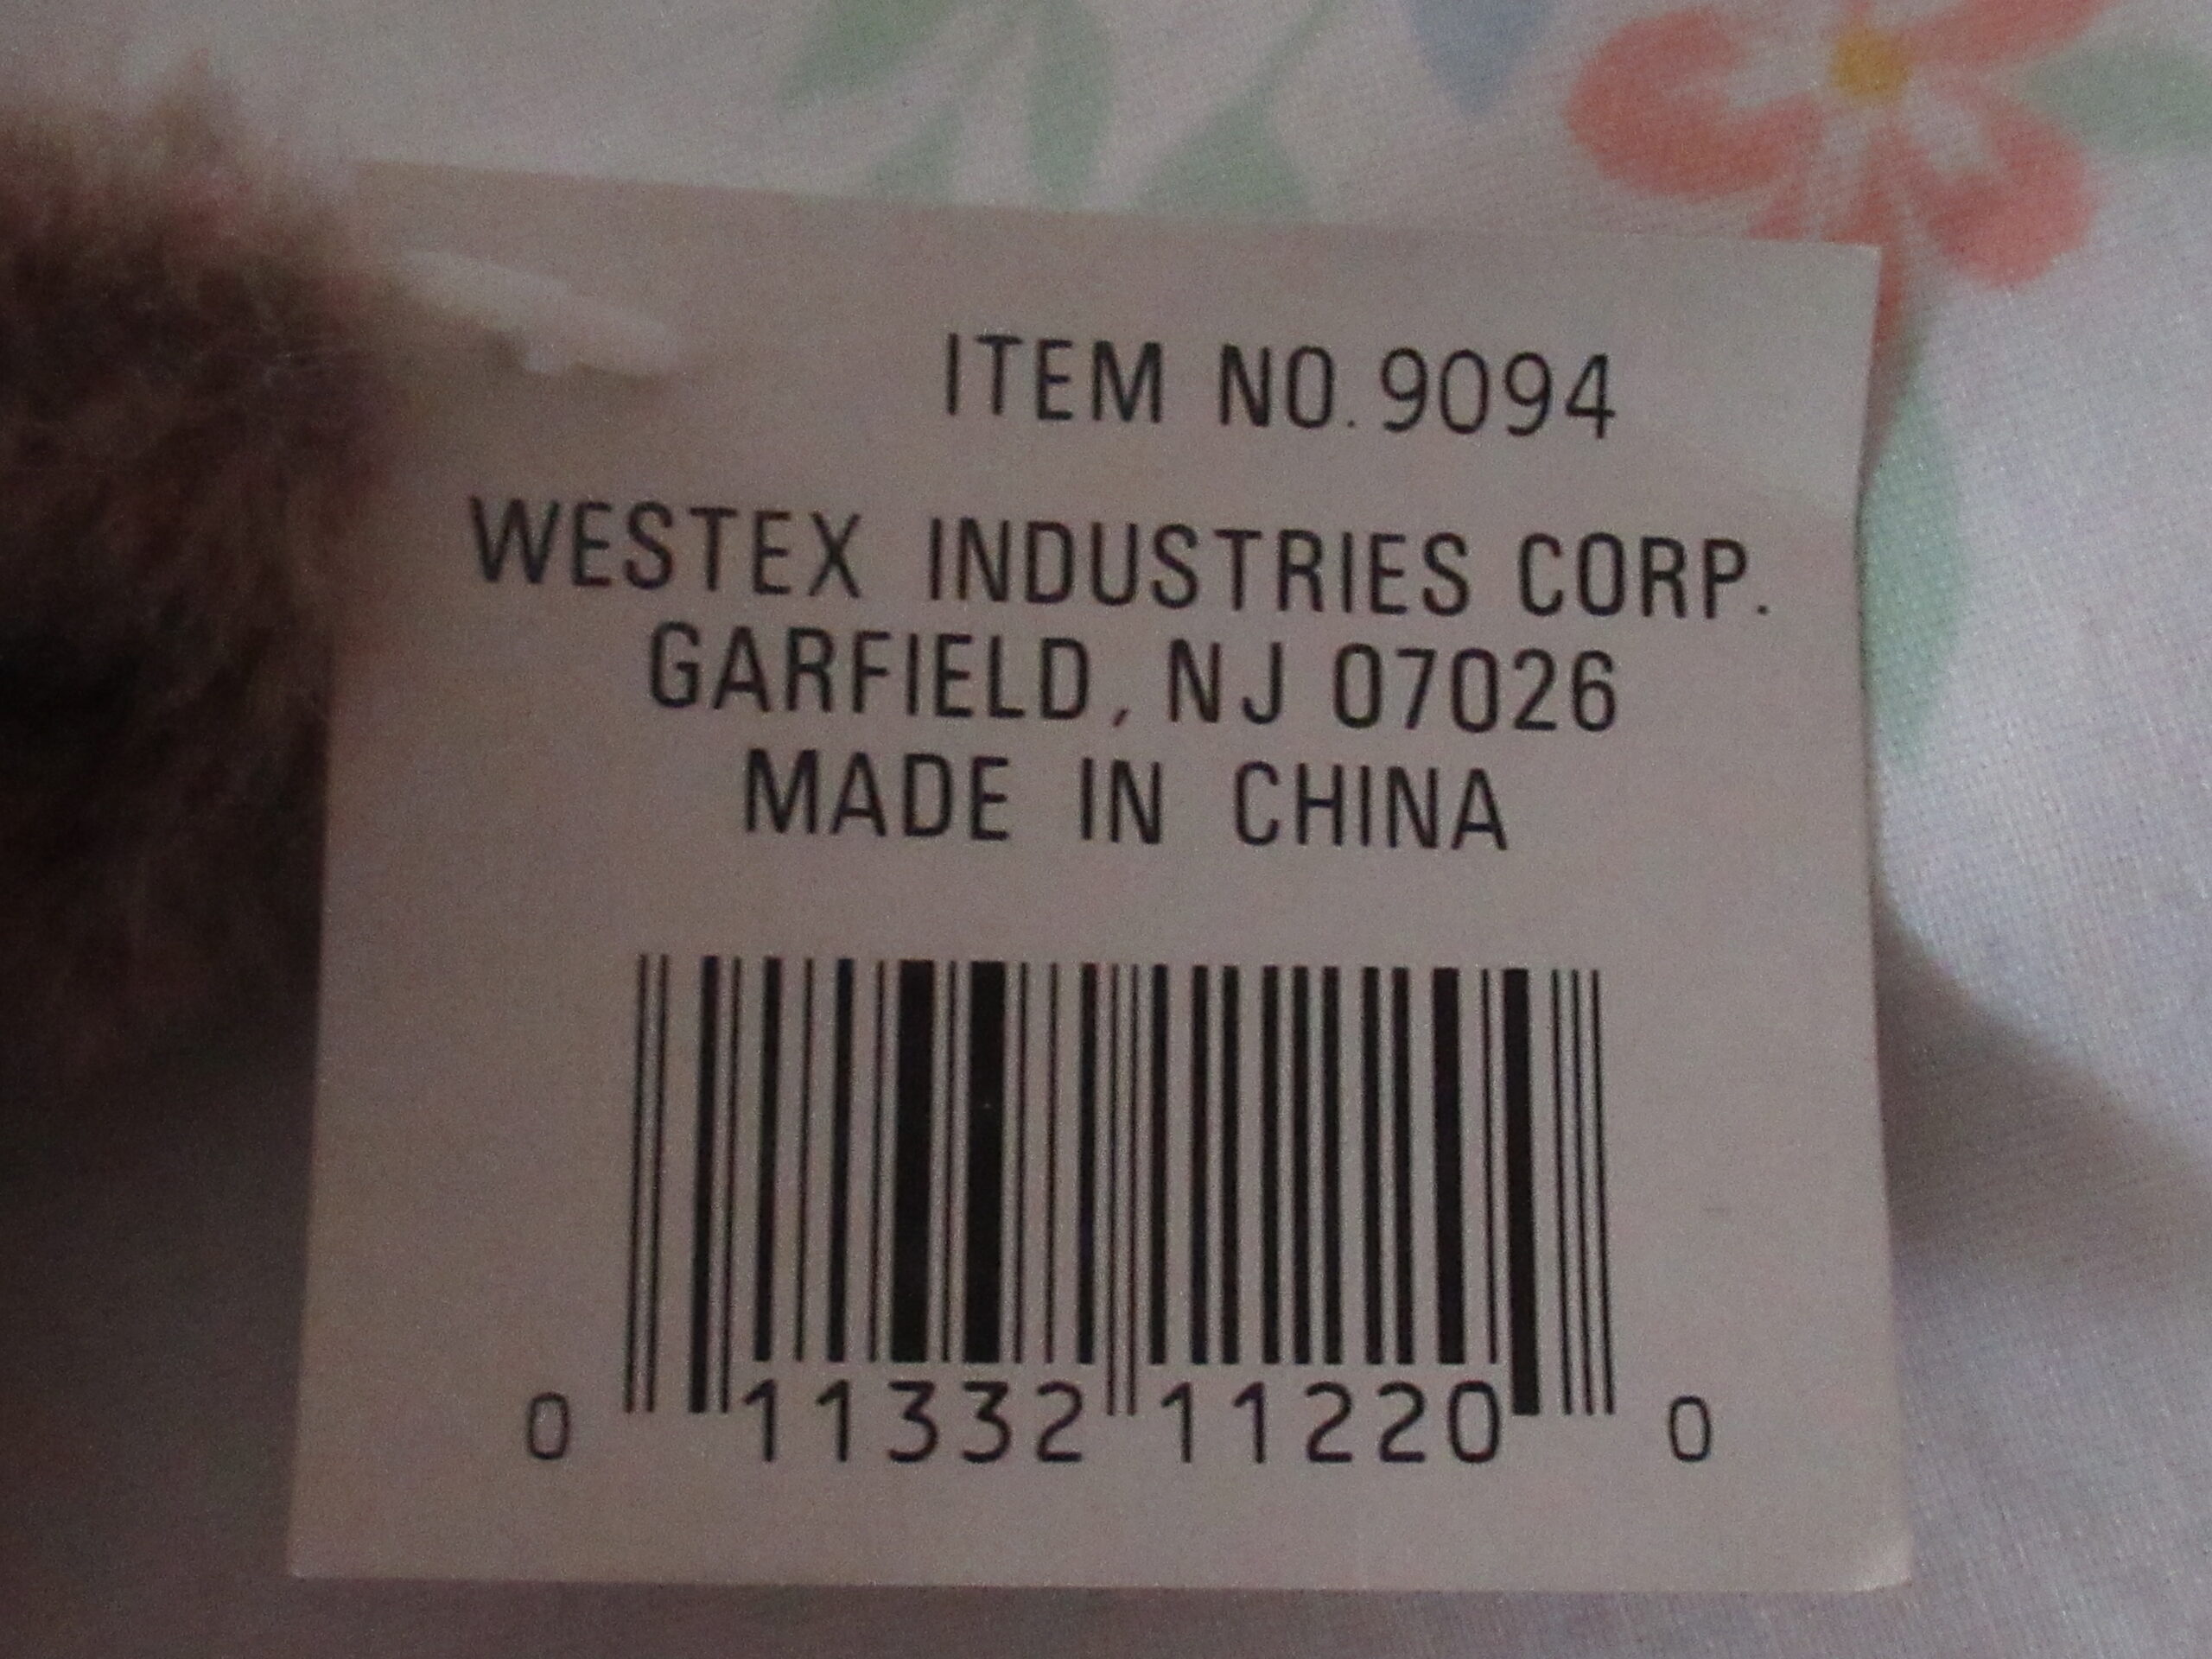 ITEM NO. 9094
WESTEX INDUSTRIES CORP.
GARFIELD, NJ 07026
MADE IN CHINA
0 11332 11220 0